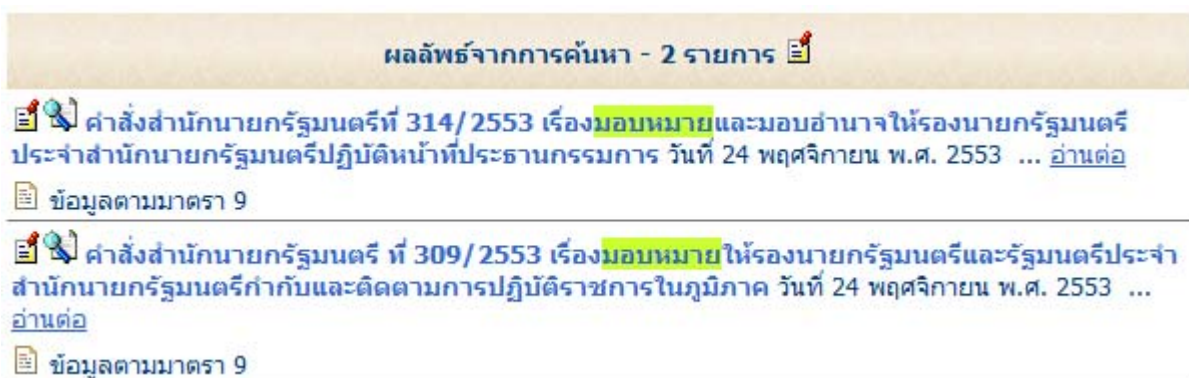 ผลลัพธ์จากการค้นหา - 2 รายการ
คำสั่งสำนักนายกรัฐมนตรีที่ 314/2553 เรื่องมอบหมายและมอบอำนาจให้รองนายกรัฐมนตรี
ประจำสำนักนายกรัฐมนตรีปฏิบัติหน้าที่ประธานกรรมการ วันที่ 24 พฤศจิกายน พ.ศ. 2553 ... อ่านต่อ
ข้อมูลตามมาตรา 9
คำสั่งสำนักนายกรัฐมนตรี ที่ 309/2553 เรื่องมอบหมายให้รองนายกรัฐมนตรีและรัฐมนตรีประจำ
สำนักนายกรัฐมนตรีกำกับและติดตามการปฏิบัติราชการในภูมิภาค วันที่ 24 พฤศจิกายน พ.ศ. 2553 ...
อ่านต่อ
ข้อมูลตามมาตรา 9